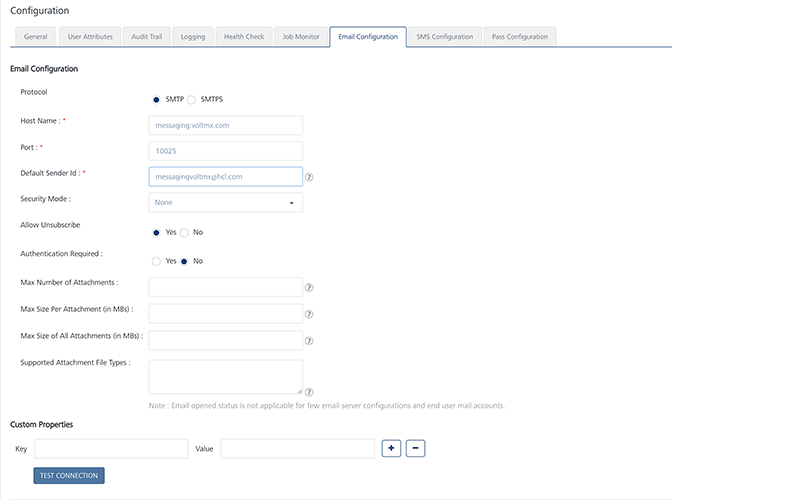 Configuration
General User Attributes Audit Trail Logging Health Check Job Monitor Email Configuration SMS Configuration Pass Configuration
Email Configuration
Protocol
SMTP SMTPS
Host Name : * messaging.voltmx.com
Port : * 10025
Default Sender Id : * messagingvoltmx@hcl.com ?
Security Mode : None
Allow Unsubscribe
Yes No
Authentication Required :
Yes No
Max Number of Attachments : ?
Max Size Per Attachment (in MBs) : ?
Max Size of All Attachments (in MBs) : ?
Supported Attachment File Types : ?
Note : Email opened status is not applicable for few email server configurations and end user mail accounts.
Custom Properties
Key Value + -
TEST CONNECTION